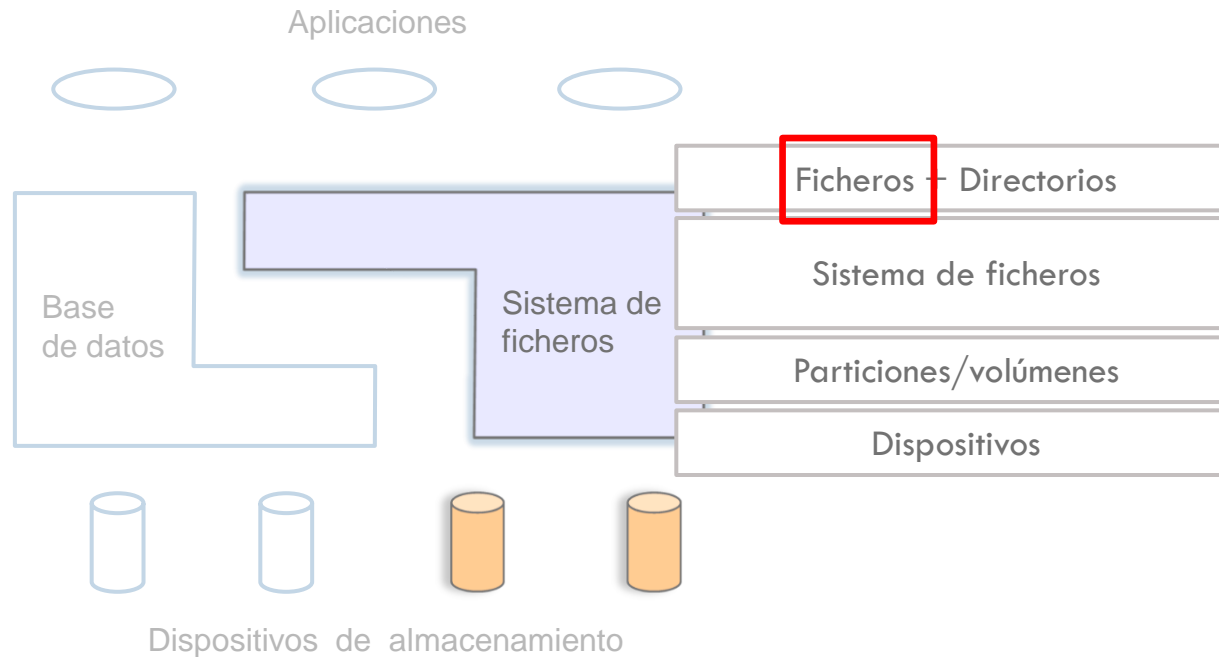 Aplicaciones
Ficheros + Directorios
Sistema de ficheros
Base
de datos
Sistema de
ficheros
Particiones/volúmenes
Dispositivos
Dispositivos de almacenamiento